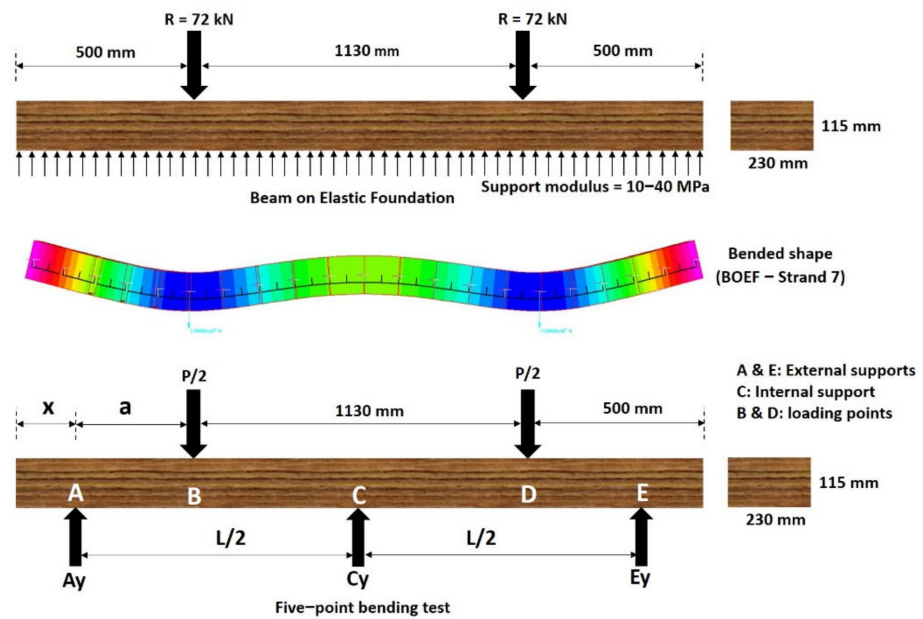 R = 72 kN
R = 72 kN
500 mm
1130 mm
500 mm
115 mm
230 mm
Support modulus = 10–40 MPa
Beam on Elastic Foundation
Bended shape
(BOEF – Strand 7)
P/2
P/2
A & E: External supports
C: Internal support
B & D: loading points
x
a
1130 mm
500 mm
A
B
C
D
E
115 mm
230 mm
L/2
L/2
Ay
Cy
Ey
Five–point bending test